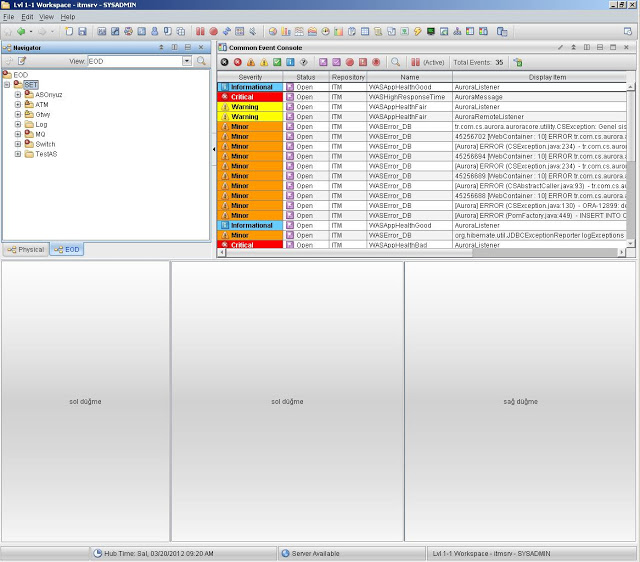 Lvl 1-1 Workspace - itmsrv - SYSADMIN
File Edit View Help
Navigator
View: EOD
EOD
SET
ASOnyuz
ATM
Gtwy
Log
MQ
Switch
TestAS
Physical EOD
Common Event Console
(Active) Total Events: 35
Severity Status Repository Name Display Item
Informational Open ITM WASAppHealthGood AuroraListener
Critical Open ITM WASHighResponseTime AuroraMessage
Warning Open ITM WASAppHealthFair AuroraListener
Warning Open ITM WASAppHealthFair AuroraRemoteListener
Minor Open ITM WASError_DB tr.com.cs.aurora.auroracore.utility.CSException: Genel sis
Minor Open ITM WASError_DB 45256702 [WebContainer : 10] ERROR tr.com.cs.aurora.
Minor Open ITM WASError_DB [Aurora] ERROR (CSException.java:234) - tr.com.cs.auror
Minor Open ITM WASError_DB 45256694 [WebContainer : 10] ERROR tr.com.cs.aurora.
Minor Open ITM WASError_DB [Aurora] ERROR (CSException.java:234) - tr.com.cs.auror
Minor Open ITM WASError_DB 45256689 [WebContainer : 10] ERROR tr.com.cs.aurora.
Minor Open ITM WASError_DB [Aurora] ERROR (CSAbstractCaller.java:93) - tr.com.cs.au
Minor Open ITM WASError_DB 45256688 [WebContainer : 10] ERROR tr.com.cs.aurora.
Minor Open ITM WASError_DB [Aurora] ERROR (CSException.java:130) - ORA-12899: de
Minor Open ITM WASError_DB [Aurora] ERROR (PomFactory.java:449) - INSERT INTO C
Informational Open ITM WASAppHealthGood AuroraListener
Minor Open ITM WASError_DB org.hibernate.util.JDBCExceptionReporter.logExceptions
Critical Open ITM WASAppHealthBad AuroraListener
sol düğme sol düğme sağ düğme
Hub Time: Sal, 03/20/2012 09:20 AM Server Available Lvl 1-1 Workspace - itmsrv - SYSADMIN